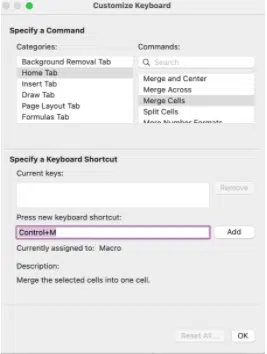 Customize Keyboard
Specify a Command
Categories: Commands:
Background Removal Tab
Home Tab
Insert Tab
Draw Tab
Page Layout Tab
Formulas Tab
Search
Merge and Center
Merge Across
Merge Cells
Split Cells
More Number Formats
Specify a Keyboard Shortcut
Current keys:
Remove
Press new keyboard shortcut:
Control+M Add
Currently assigned to: Macro
Description:
Merge the selected cells into one cell.
Reset All... OK